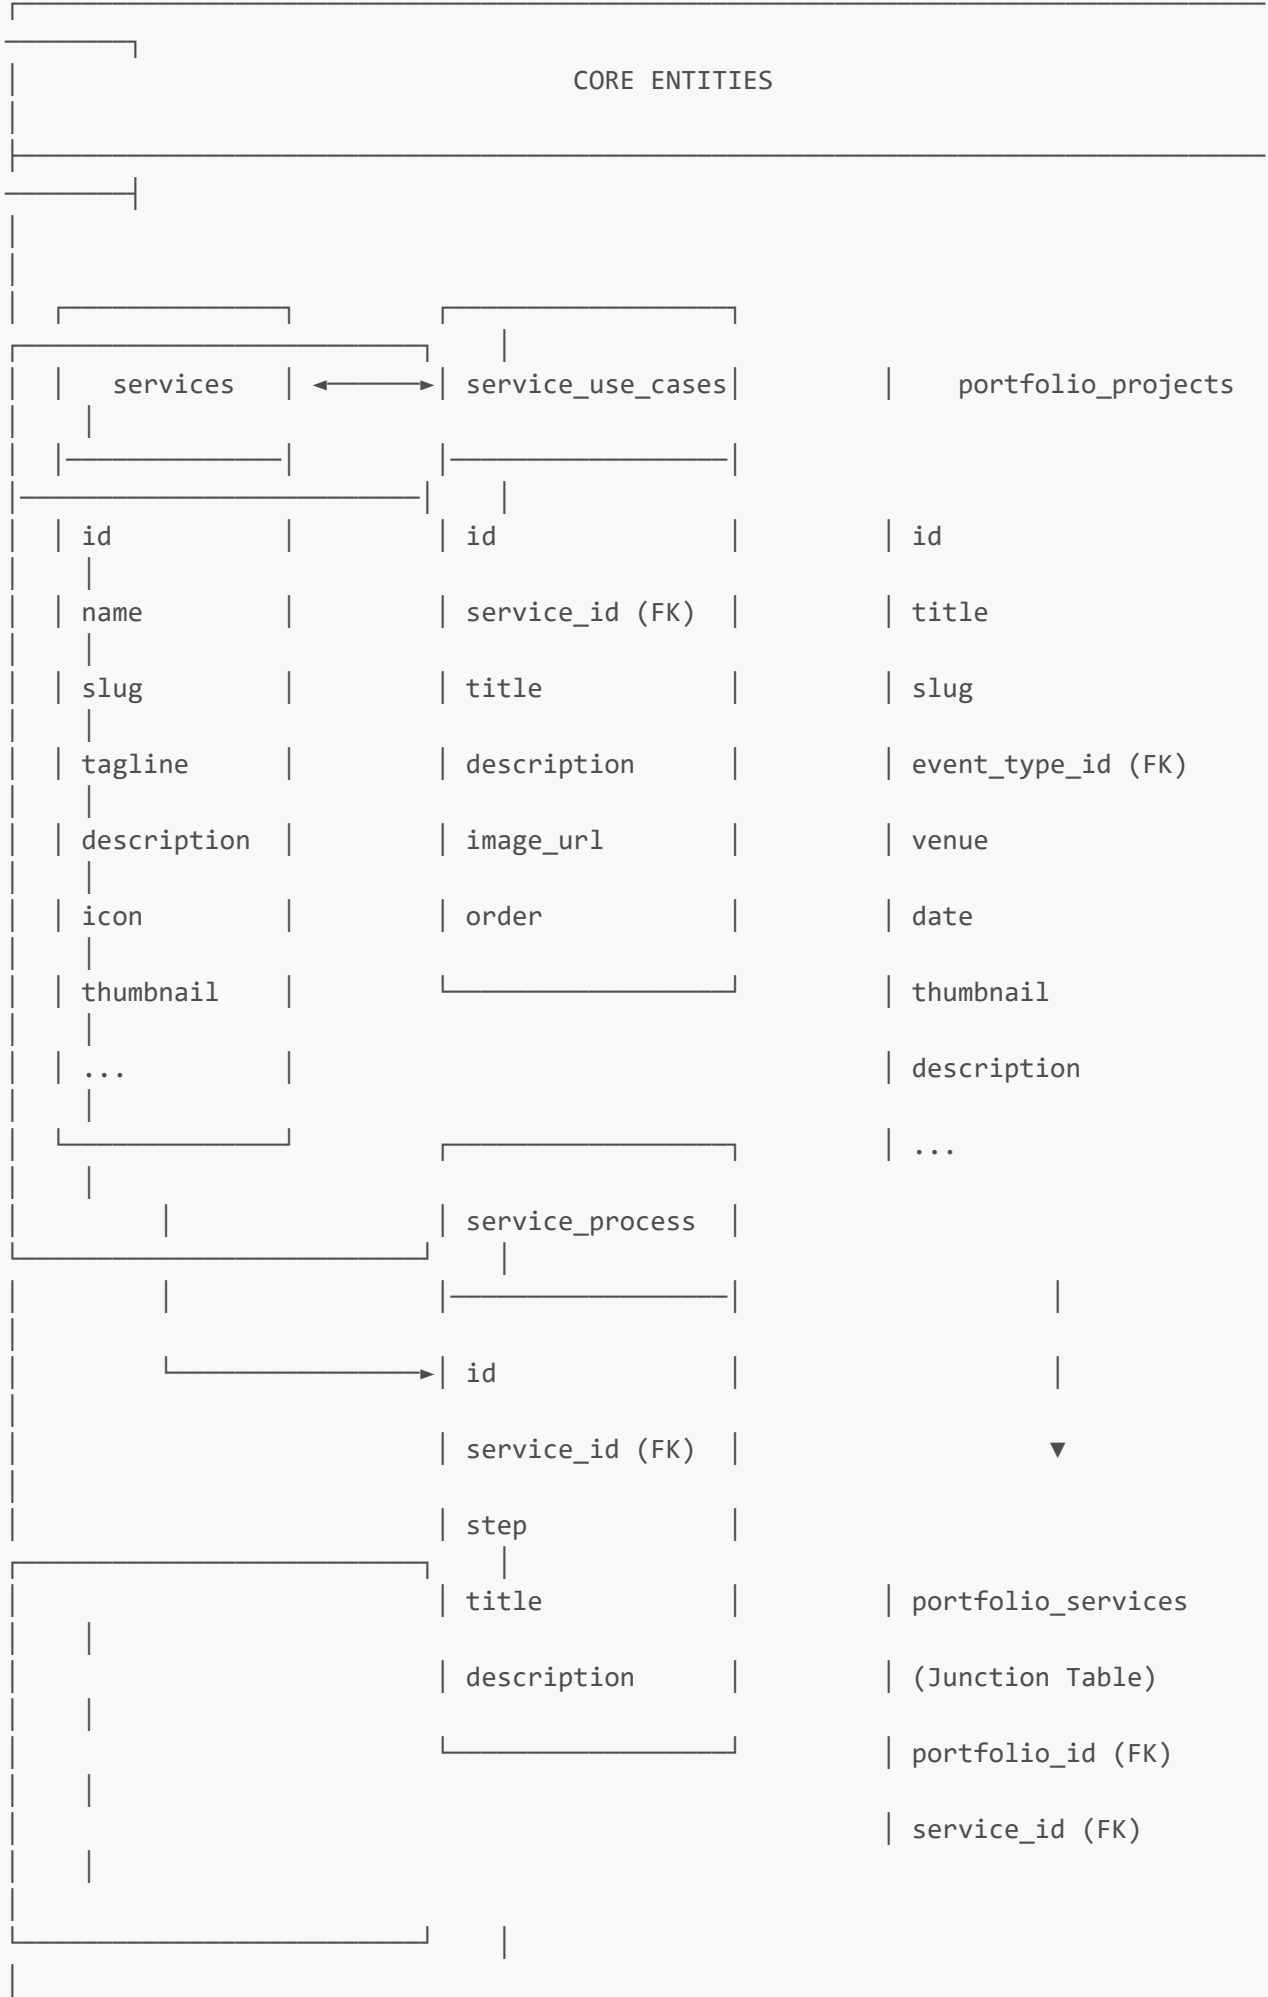 CORE ENTITIES
services service_use_cases portfolio_projects
id id id
name service_id (FK) title
slug title slug
tagline description event_type_id (FK)
description image_url venue
icon order date
thumbnail thumbnail
... description
...
service_process
id
service_id (FK)
step
title portfolio_services
description (Junction Table)
portfolio_id (FK)
service_id (FK)